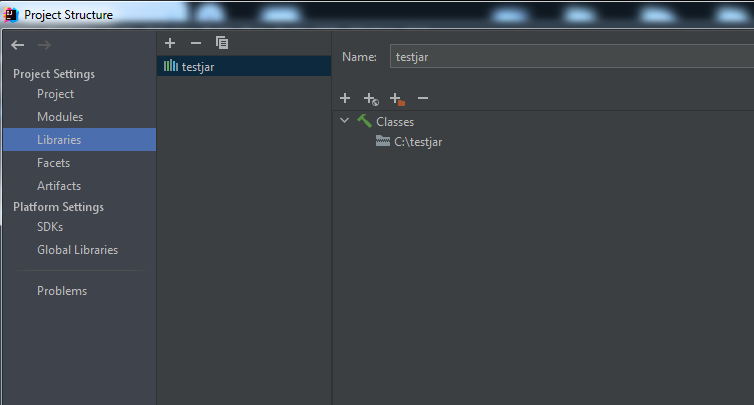 Project Structure
Project Settings
Project
Modules
Libraries
Facets
Artifacts
Platform Settings
SDKs
Global Libraries
Problems
testjar
Name: testjar
Classes
C:\testjar